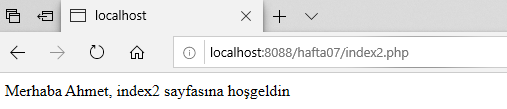 localhost
localhost:8088/hafta07/index2.php
Merhaba Ahmet, index2 sayfasına hoşgeldin